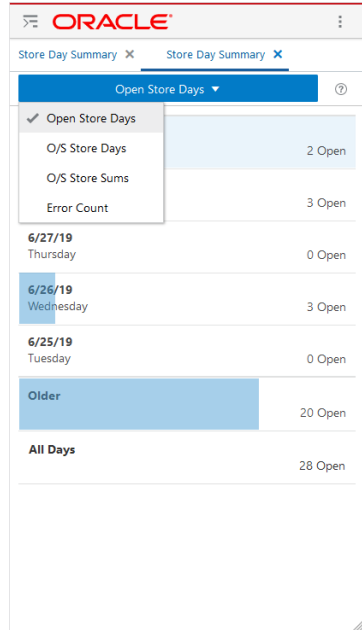 ORACLE
Store Day Summary X Store Day Summary X
Open Store Days
Open Store Days
O/S Store Days
O/S Store Sums
Error Count
2 Open
3 Open
6/27/19
Thursday
0 Open
6/26/19
Wednesday
3 Open
6/25/19
Tuesday
0 Open
Older
20 Open
All Days
28 Open